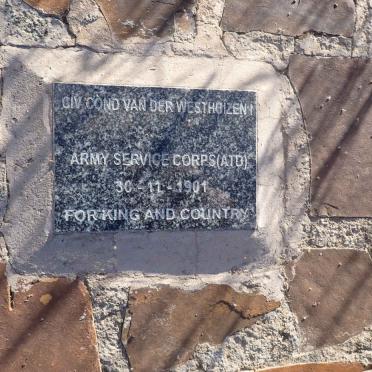 CIV COND VAN DER WESTHUIZEN I
ARMY SERVICE CORPS(ATD)
30 - 11 - 1901
FOR KING AND COUNTRY